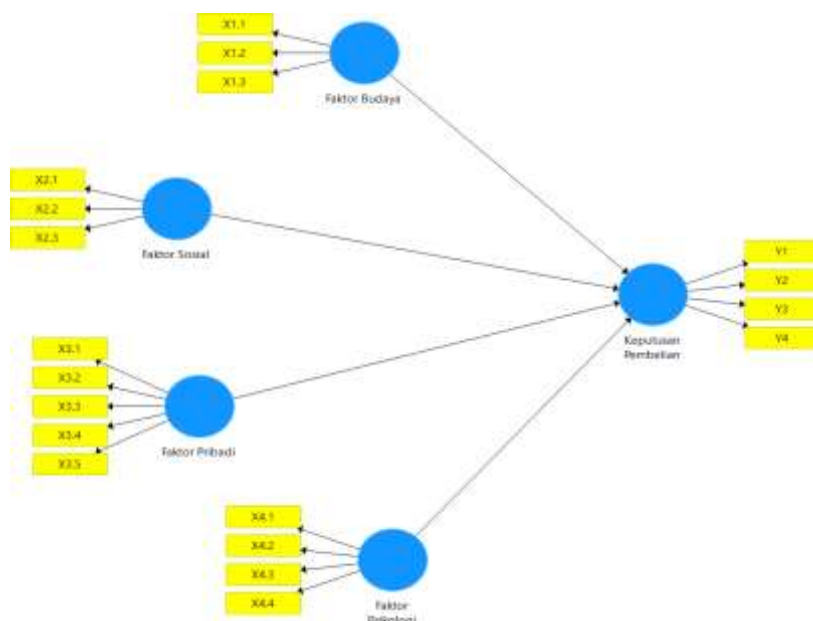 X1.1
X1.2
X1.3
Faktor Budaya
X2.1
X2.2
X2.3
Faktor Sosial
X3.1
X3.2
X3.3
X3.4
X3.5
Faktor Pribadi
X4.1
X4.2
X4.3
X4.4
Faktor
Y1
Y2
Y3
Y4
Keputusan
Pembelian